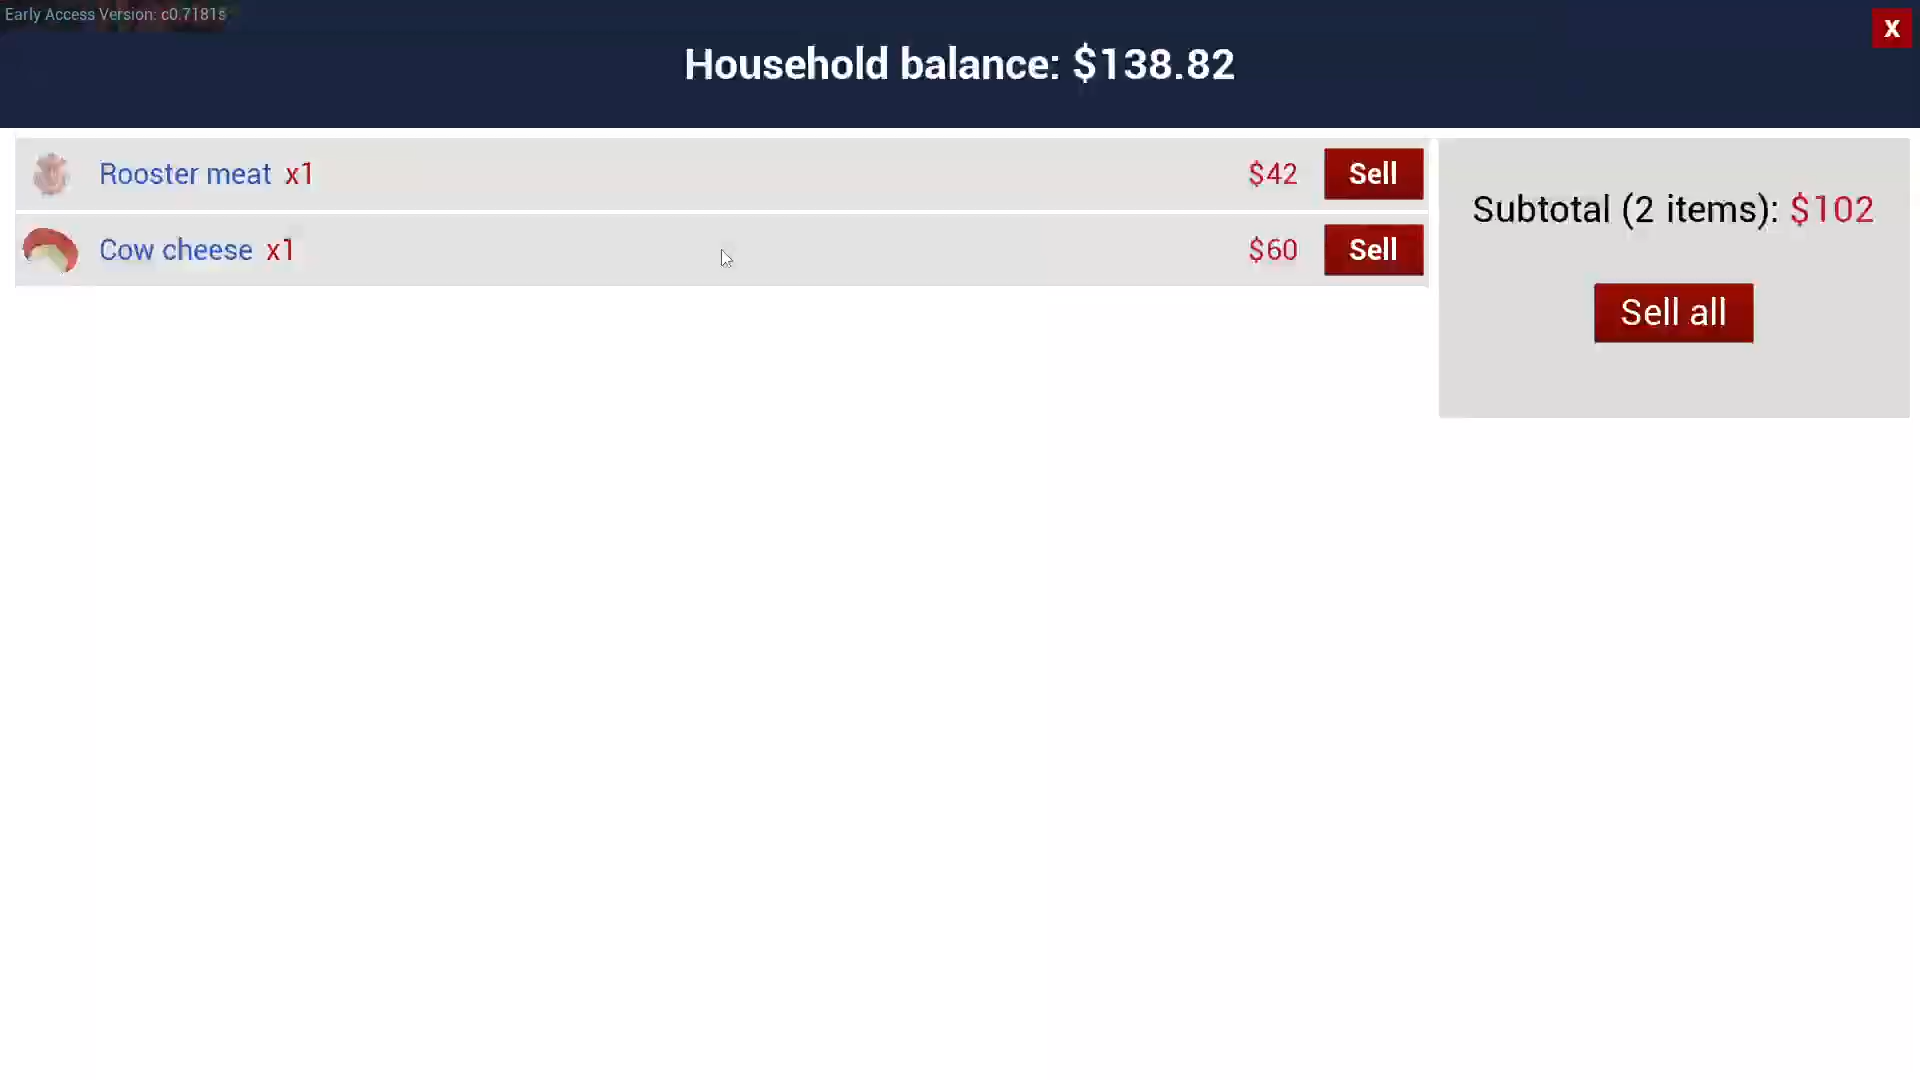 Early Access Version: c0.7181s
X
Household balance: $138.82
Rooster meat x1 $42 Sell
Cow cheese x1 $60 Sell
Subtotal (2 items): $102
Sell all